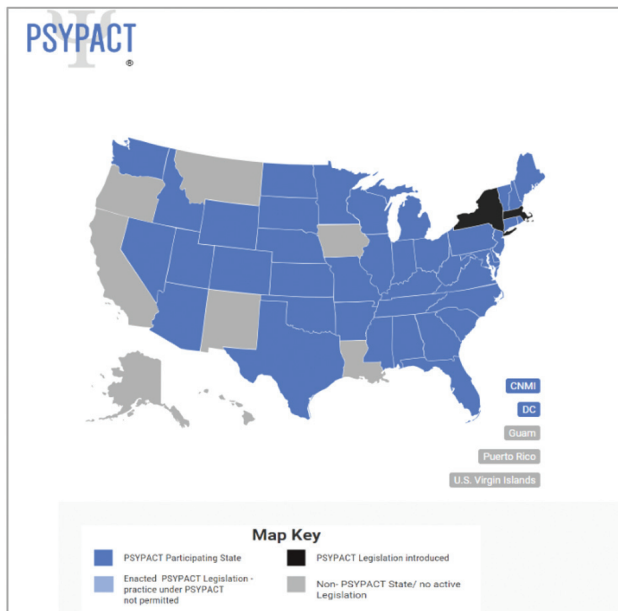 PSYPACT
®
CNMI
DC
Guam
Puerto Rico
U.S. Virgin Islands
Map Key
PSYPACT Participating State
PSYPACT Legislation introduced
Enacted PSYPACT Legislation -
practice under PSYPACT
not permitted
Non- PSYPACT State/ no active
Legislation